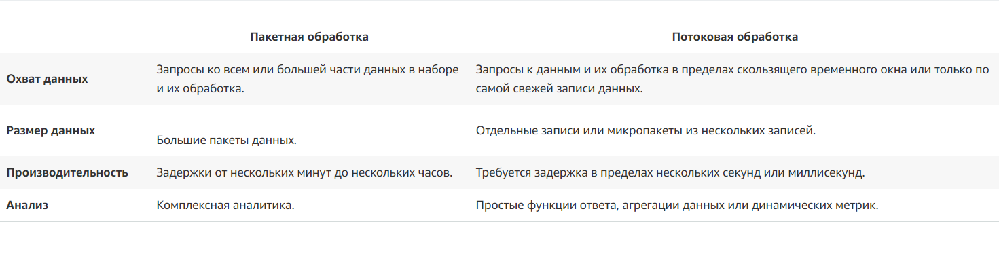 Пакетная обработка
Потоковая обработка
Охват данных
Запросы ко всем или большей части данных в наборе
и их обработка.
Запросы к данным и их обработка в пределах скользящего временного окна или только по
самой свежей записи данных.
Размер данных
Большие пакеты данных.
Отдельные записи или микропакеты из нескольких записей.
Производительность
Задержки от нескольких минут до нескольких часов.
Требуется задержка в пределах нескольких секунд или миллисекунд.
Анализ
Комплексная аналитика.
Простые функции ответа, агрегации данных или динамических метрик.